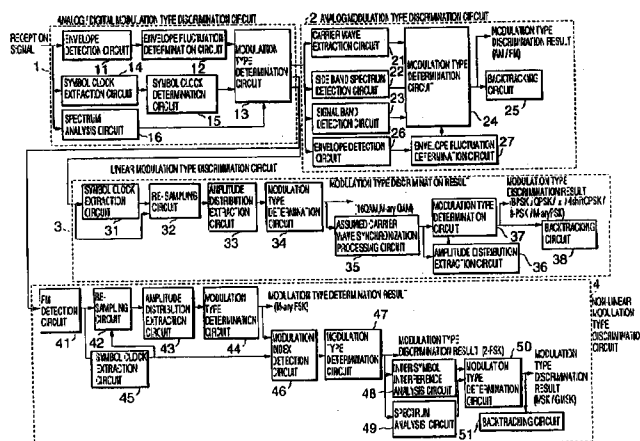 ANALOG/DIGITAL MODULATION TYPE DISCRIMINATION CIRCUIT
RECEPTION
SIGNAL
1
ENVELOPE
DETECTION CIRCUIT
11
ENVELOPE FLUCTUATION
DETERMINATION CIRCUIT
12
MODULATION
TYPE
DETERMINATION
CIRCUIT
13
SYMBOL CLOCK
EXTRACTION CIRCUIT
14
SYMBOL CLOCK
DETERMINATION
CIRCUIT
15
SPECTRUM
ANALYSIS CIRCUIT
16
2 ANALOG MODULATION TYPE DISCRIMINATION CIRCUIT
CARRIER WAVE
EXTRACTION CIRCUIT
21
SIDE BAND SPECTRUM
DETECTION CIRCUIT
22
SIGNAL BAND
DETECTION CIRCUIT
23
ENVELOPE DETECTION
CIRCUIT
26
MODULATION
TYPE
DETERMINATION
CIRCUIT
24
MODULATION TYPE
DISCRIMINATION RESULT
(AM/FM)
BACKTRACKING
CIRCUIT
25
ENVELOPE FLUCTUATION
DETERMINATION CIRCUIT
27
LINEAR MODULATION TYPE DISCRIMINATION CIRCUIT
3
SYMBOL CLOCK
EXTRACTION
CIRCUIT
31
RE-SAMPLING
CIRCUIT
32
AMPLITUDE
DISTRIBUTION
EXTRACTION
CIRCUIT
33
MODULATION
TYPE
DETERMINATION
CIRCUIT
34
MODULATION TYPE DISCRIMINATION RESULT
(16QAM, M-ary QAM)
ASSUMED-CARRIER
WAVE SYNCHRONIZATION
PROCESSING CIRCUIT
35
MODULATION TYPE
DETERMINATION
CIRCUIT
37
AMPLITUDE DISTRIBUTION
EXTRACTION CIRCUIT
36
MODULATION TYPE
DISCRIMINATION RESULT
BACKTRACKING
CIRCUIT
38
4
NON-LINEAR
MODULATION
TYPE
DISCRIMINATION
CIRCUIT
FM
DETECTION
CIRCUIT
41
RE-
SAMPLING
CIRCUIT
42
AMPLITUDE
DISTRIBUTION
EXTRACTION
CIRCUIT
43
MODULATION
TYPE
DETERMINATION
CIRCUIT
44
MODULATION TYPE DETERMINATION RESULT
(M-ary FSK)
SYMBOL CLOCK
EXTRACTION
CIRCUIT
45
MODULATION
INDEX
DETECTION
CIRCUIT
46
MODULATION
TYPE
DETERMINATION
CIRCUIT
47
MODULATION TYPE
DISCRIMINATION RESULT (2-FSK)
INTER SYMBOL
INTERFERENCE
ANALYSIS CIRCUIT
48
SPECTRUM
ANALYSIS CIRCUIT
49
MODULATION
TYPE
DETERMINATION
CIRCUIT
50
MODULATION
TYPE
DISCRIMINATION
RESULT
(MSK/GMSK)
BACKTRACKING CIRCUIT
51